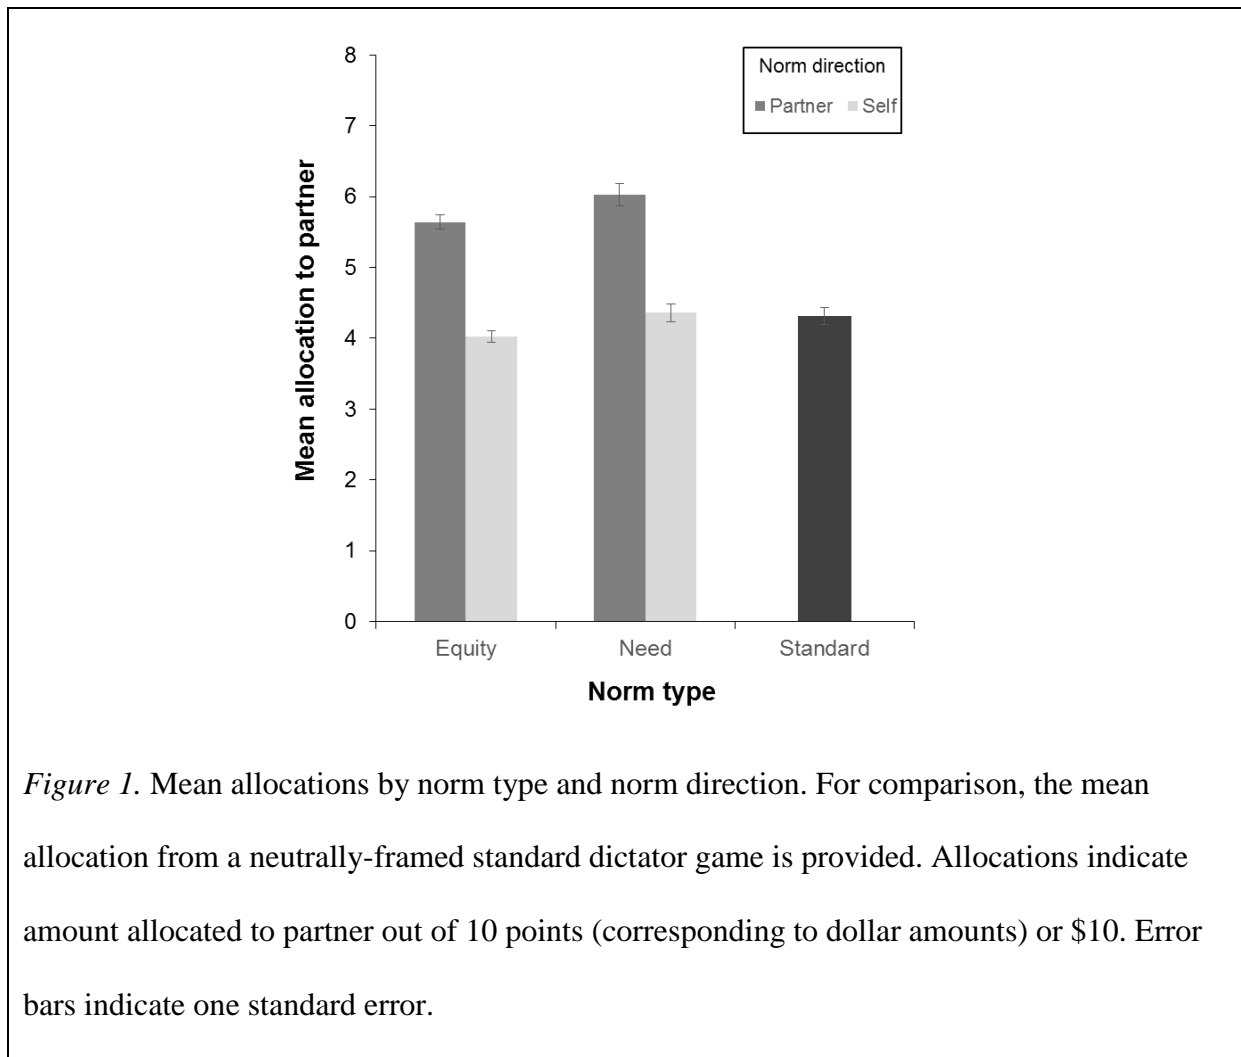 8
7
6
5
4
3
2
1
0
Mean allocation to partner
Norm direction
Partner Self
Equity Need Standard
Norm type
Figure 1. Mean allocations by norm type and norm direction. For comparison, the mean
allocation from a neutrally-framed standard dictator game is provided. Allocations indicate
amount allocated to partner out of 10 points (corresponding to dollar amounts) or $10. Error
bars indicate one standard error.